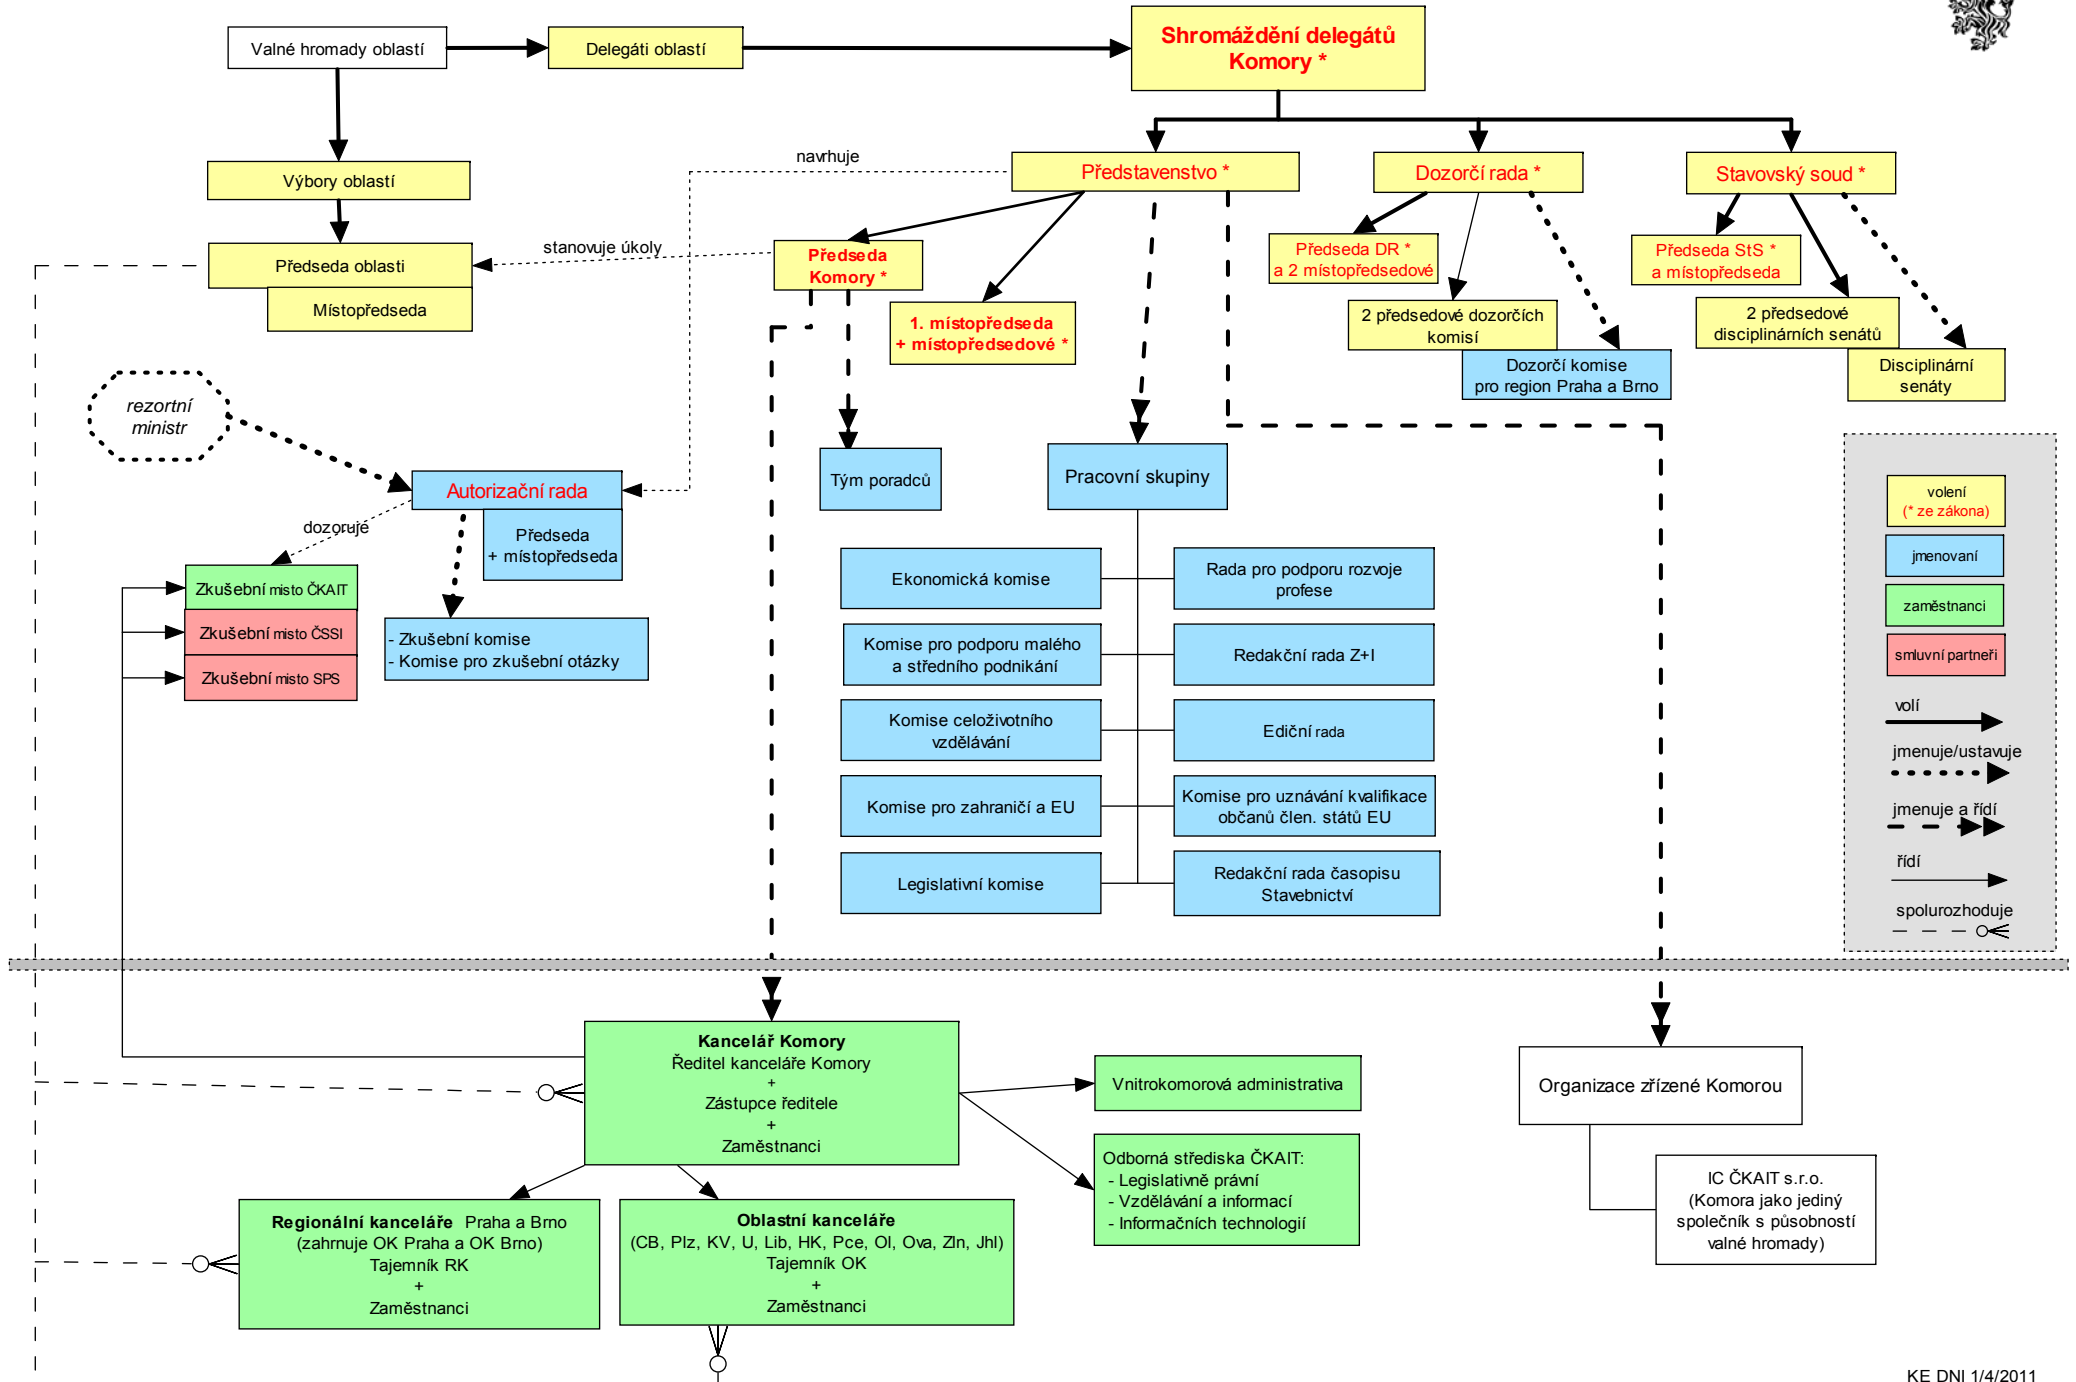 Valné hromady oblastí
Delegáti oblastí
Shromáždění delegátů
Komory *
navrhuje
Výbory oblastí
Představenstvo *
Dozorčí rada *
Stavovský soud *
stanovuje úkoly
Předseda oblasti
Místopředseda
Předseda
Komory *
Předseda DR *
a 2 místopředsedové
Předseda StS *
a místopředseda
1. místopředseda
+ místopředsedové *
2 předsedové dozorčích
komisí
Dozorčí komise
pro region Praha a Brno
2 předsedové
disciplinárních senátů
Disciplinární
senáty
rezortní
ministr
Autorizační rada
Předseda
+ místopředseda
dozoruje
Tým poradců
Pracovní skupiny
Zkušební misto ČKAIT
Zkušební misto ČSSI
Zkušební misto SPS
- Zkušební komise
- Komise pro zkušební otázky
Ekonomická komise
Rada pro podporu rozvoje
profese
Komise pro podporu malého
a středního podnikání
Redakční rada Z+I
Komise celoživotního
vzdělávání
Ediční rada
Komise pro zahraničí a EU
Komise pro uznávání kvalifikace
občanů člen. států EU
Legislativní komise
Redakční rada časopisu
Stavebnictví
volení
(* ze zákona)
jmenovaní
zaměstnanci
smluvní partneři
volí
jmenuje/ustavuje
jmenuje a řídí
řídí
spolurozhoduje
Kancelář Komory
Ředitel kanceláře Komory
+
Zástupce ředitele
+
Zaměstnanci
Vnitrokomorová administrativa
Odborná střediska ČKAIT:
- Legislativně právní
- Vzdělávání a informací
- Informačních technologií
Organizace zřízené Komorou
IC ČKAIT s.r.o.
(Komora jako jediný
společník s působností
valné hromady)
Regionální kanceláře Praha a Brno
(zahrnuje OK Praha a OK Brno)
Tajemník RK
+
Zaměstnanci
Oblastní kanceláře
(CB, Plz, KV, U, Lib, HK, Pce, Ol, Ova, Zln, Jhl)
Tajemník OK
+
Zaměstnanci
KE DNI 1/4/2011